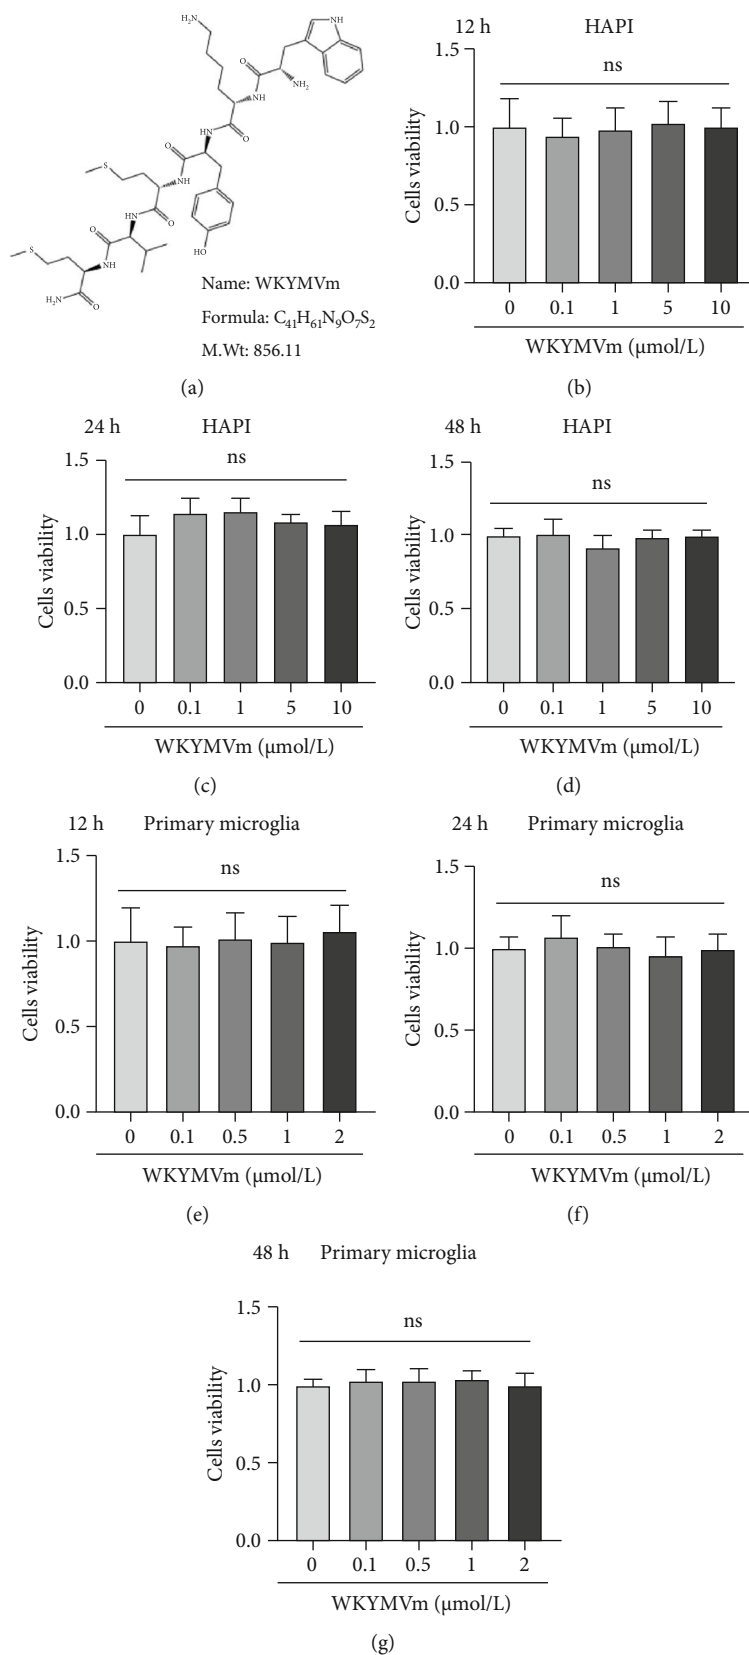 12 h HAPI
H₂N
NH
O
NH₂
NH
O
HN
O
O
S
NH
O
HN
O
S
NH
HO
H₂N
O
Name: WKYMVm
Formula: C₄₁H₆₁N₉O₇S₂
M.Wt: 856.11
(a)
ns
Cells viability
1.5
1.0
0.5
0.0
0 0.1 1 5 10
WKYMVm (μmol/L)
(b)
24 h HAPI
ns
Cells viability
1.5
1.0
0.5
0.0
0 0.1 1 5 10
WKYMVm (μmol/L)
(c)
48 h HAPI
ns
Cells viability
1.5
1.0
0.5
0.0
0 0.1 1 5 10
WKYMVm (μmol/L)
(d)
12 h Primary microglia
ns
Cells viability
1.5
1.0
0.5
0.0
0 0.1 0.5 1 2
WKYMVm (μmol/L)
(e)
24 h Primary microglia
ns
Cells viability
1.5
1.0
0.5
0.0
0 0.1 0.5 1 2
WKYMVm (μmol/L)
(f)
48 h Primary microglia
ns
Cells viability
1.5
1.0
0.5
0.0
0 0.1 0.5 1 2
WKYMVm (μmol/L)
(g)